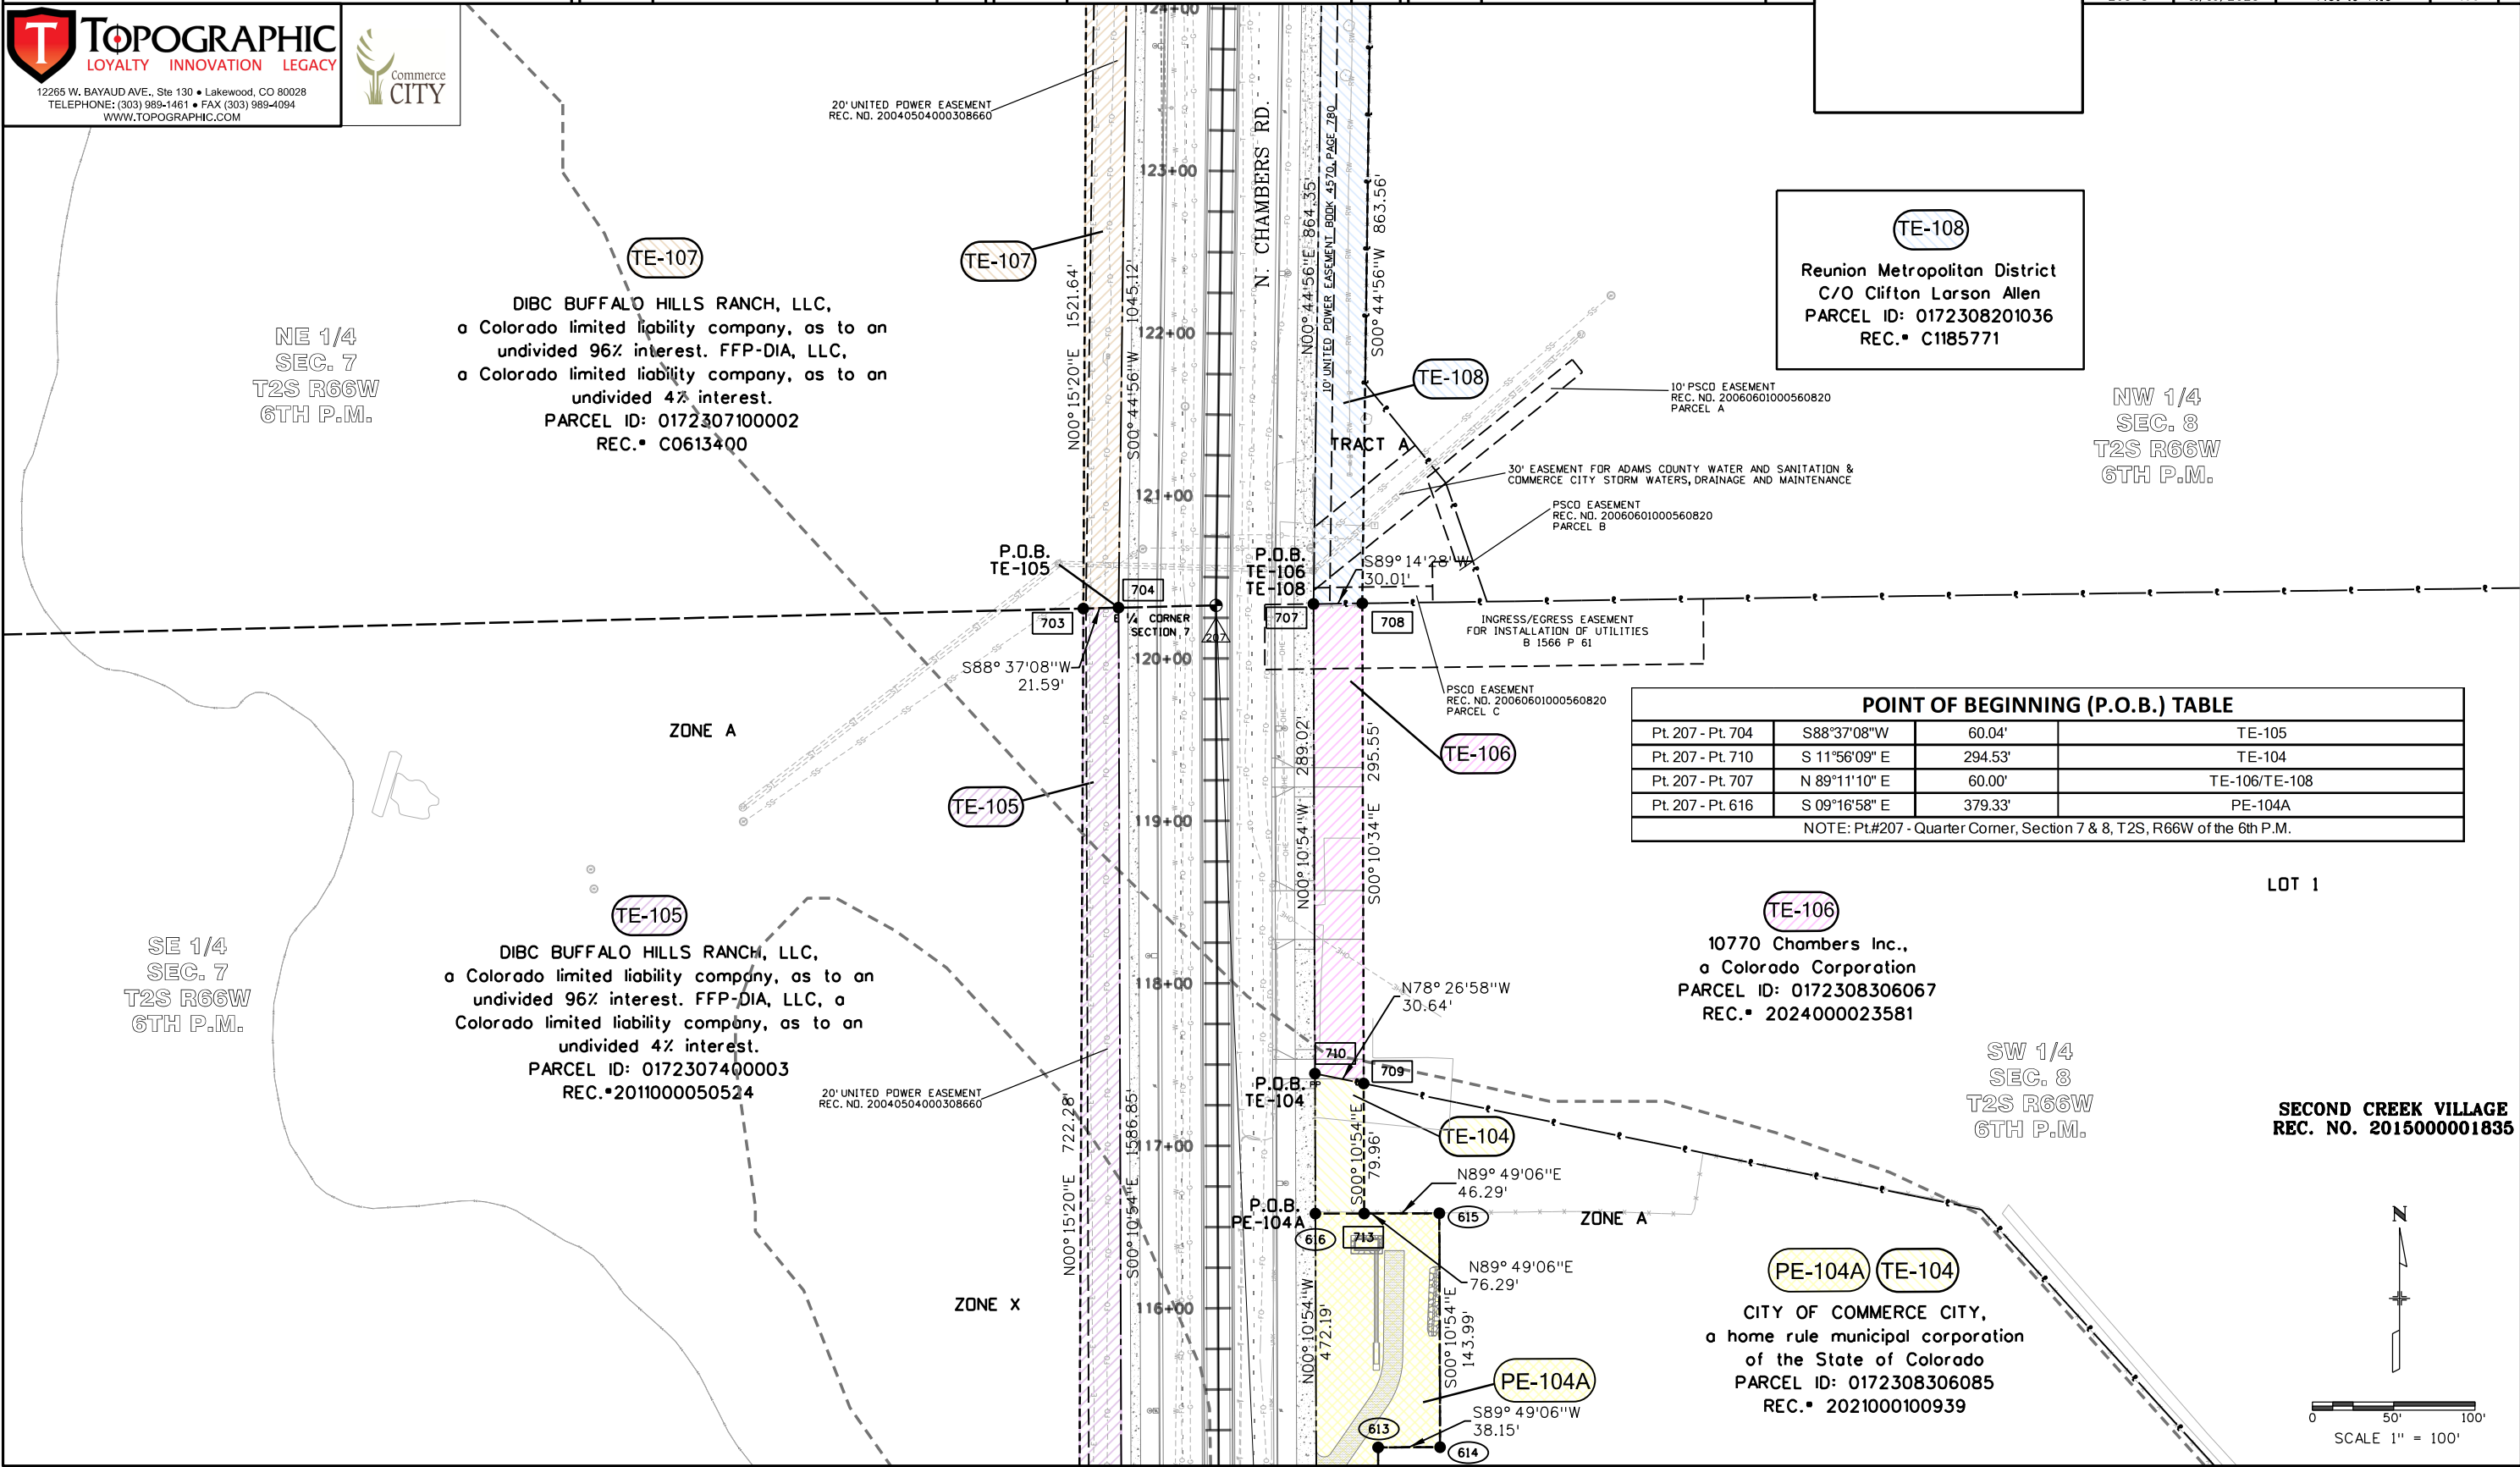 TOPOGRAPHIC
LOYALTY INNOVATION LEGACY
12265 W. BAYAUD AVE., Ste 130 • Lakewood, CO 80028
TELEPHONE: (303) 989-1461 • FAX (303) 989-4094
WWW.TOPOGRAPHIC.COM
Commerce
CITY
20' UNITED POWER EASEMENT
REC. NO. 20040504000308660
124+00
123+00
122+00
121+00
120+00
119+00
118+00
117+00
116+00
N. CHAMBERS RD.
10' UNITED POWER EASEMENT BOOK 4570, PAGE 780
N00°44'56"E 864.35'
S00°44'56"W 863.56'
N00°15'20"E 1521.64'
S00°44'56"W 1045.12'
TE-107
DIBC BUFFALO HILLS RANCH, LLC,
a Colorado limited liability company, as to an
undivided 96% interest. FFP-DIA, LLC,
a Colorado limited liability company, as to an
undivided 4% interest.
PARCEL ID: 0172307100002
REC.# C0613400
TE-107
NE 1/4
SEC. 7
T2S R66W
6TH P.M.
TE-108
Reunion Metropolitan District
C/O Clifton Larson Allen
PARCEL ID: 0172308201036
REC.# C1185771
TE-108
TRACT A
10' PSCO EASEMENT
REC. NO. 20060601000560820
PARCEL A
30' EASEMENT FOR ADAMS COUNTY WATER AND SANITATION &
COMMERCE CITY STORM WATERS, DRAINAGE AND MAINTENANCE
PSCO EASEMENT
REC. NO. 20060601000560820
PARCEL B
NW 1/4
SEC. 8
T2S R66W
6TH P.M.
P.O.B.
TE-105
704
703
E 1/4 CORNER
SECTION 7
207
P.O.B.
TE-106
TE-108
S89°14'28"W
30.01'
707
708
INGRESS/EGRESS EASEMENT
FOR INSTALLATION OF UTILITIES
B 1566 P 61
S88°37'08"W
21.59'
PSCO EASEMENT
REC. NO. 20060601000560820
PARCEL C
POINT OF BEGINNING (P.O.B.) TABLE
Pt. 207 - Pt. 704 S88°37'08"W 60.04' TE-105
Pt. 207 - Pt. 710 S 11°56'09" E 294.53' TE-104
Pt. 207 - Pt. 707 N 89°11'10" E 60.00' TE-106/TE-108
Pt. 207 - Pt. 616 S 09°16'58" E 379.33' PE-104A
NOTE: Pt.#207 - Quarter Corner, Section 7 & 8, T2S, R66W of the 6th P.M.
ZONE A
TE-106
TE-105
N00°10'54"W 289.02'
S00°10'34"E 295.55'
LOT 1
TE-105
DIBC BUFFALO HILLS RANCH, LLC,
a Colorado limited liability company, as to an
undivided 96% interest. FFP-DIA, LLC, a
Colorado limited liability company, as to an
undivided 4% interest.
PARCEL ID: 0172307400003
REC.#2011000050524
SE 1/4
SEC. 7
T2S R66W
6TH P.M.
20' UNITED POWER EASEMENT
REC. NO. 20040504000308660
N00°15'20"E 722.28'
S00°10'54"E 1586.85'
TE-106
10770 Chambers Inc.,
a Colorado Corporation
PARCEL ID: 0172308306067
REC.# 2024000023581
N78°26'58"W
30.64'
710
709
P.O.B.
TE-104
PP
TE-104
S00°10'54"E
79.96'
N89°49'06"E
46.29'
P.O.B.
PE-104A
616
713
615
ZONE A
N89°49'06"E
76.29'
SW 1/4
SEC. 8
T2S R66W
6TH P.M.
SECOND CREEK VILLAGE
REC. NO. 2015000001835
ZONE X
N00°10'54"W
472.19'
S00°10'54"E
143.99'
PE-104A
S89°49'06"W
38.15'
613
614
PE-104A TE-104
CITY OF COMMERCE CITY,
a home rule municipal corporation
of the State of Colorado
PARCEL ID: 0172308306085
REC.# 2021000100939
N
0 50' 100'
SCALE 1" = 100'